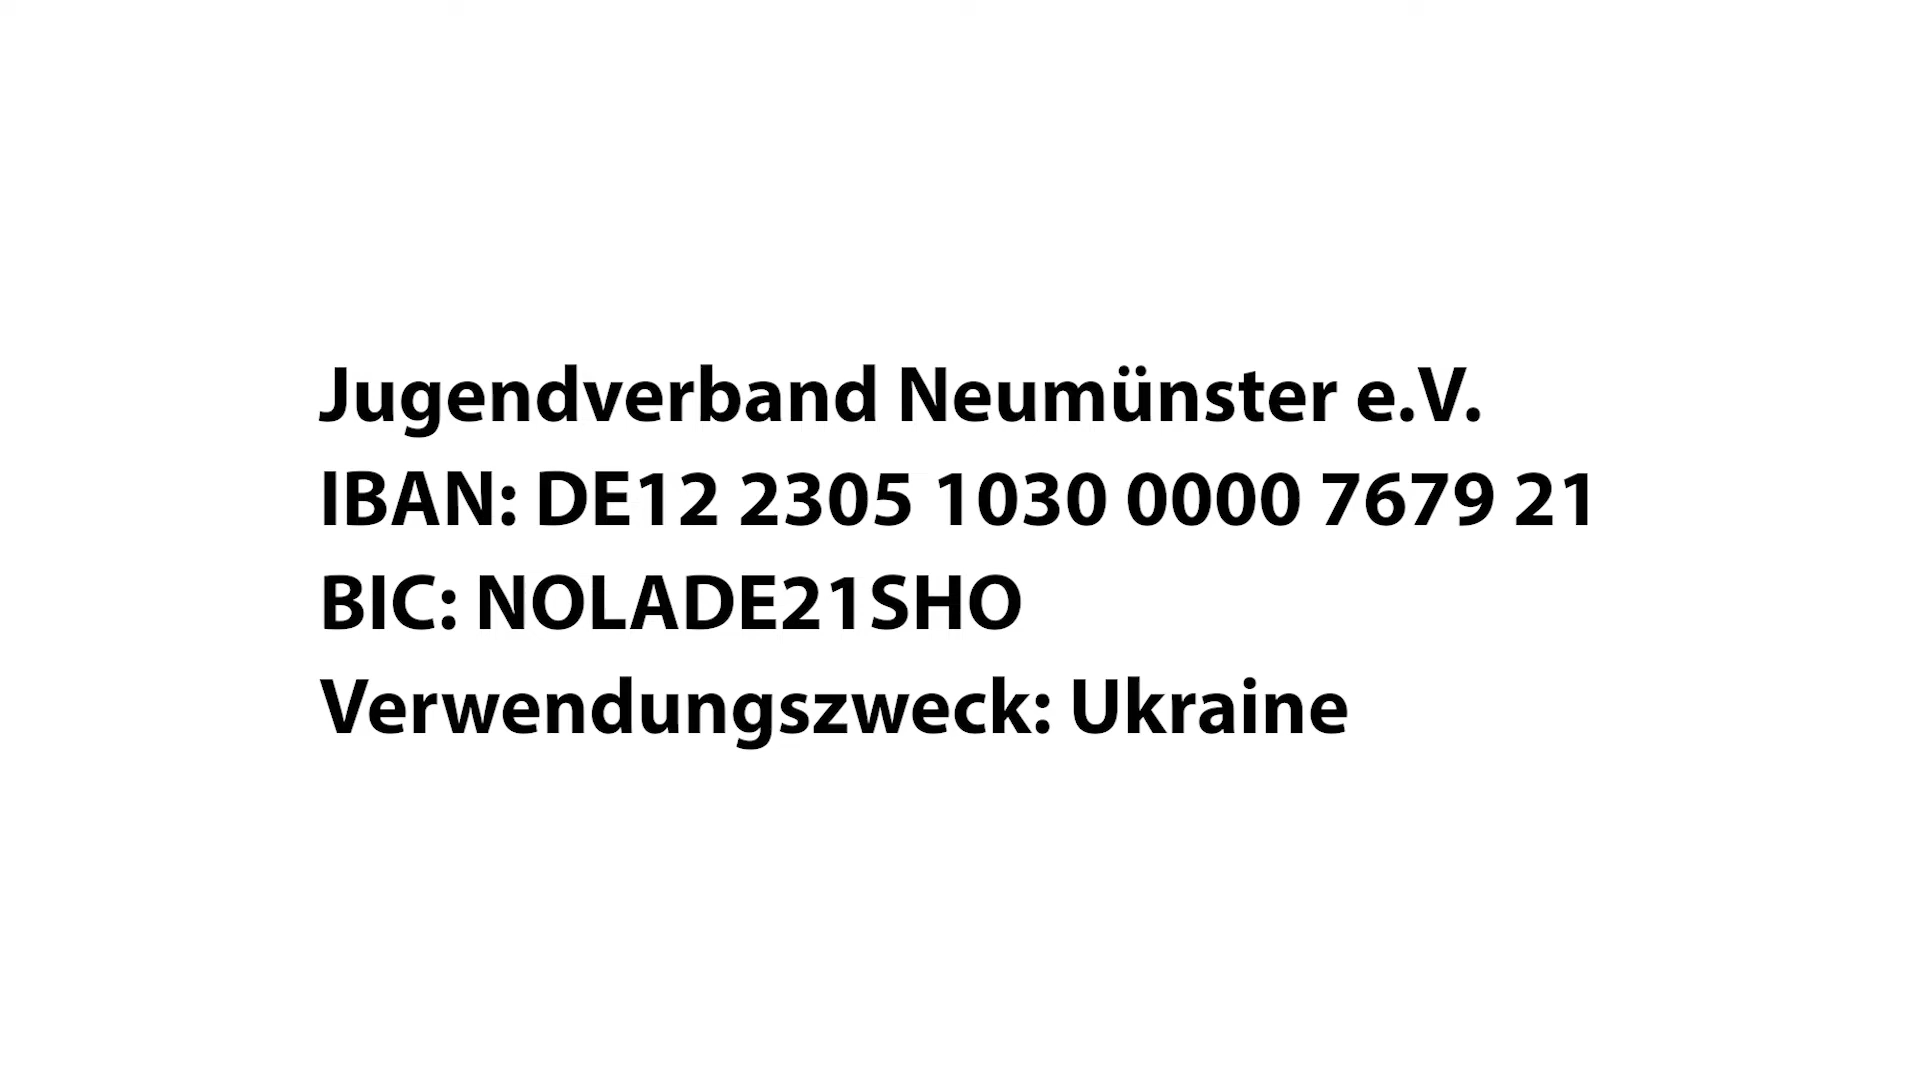 Jugendverband Neumünster e.V.
IBAN: DE12 2305 1030 0000 7679 21
BIC: NOLADE21SHO
Verwendungszweck: Ukraine